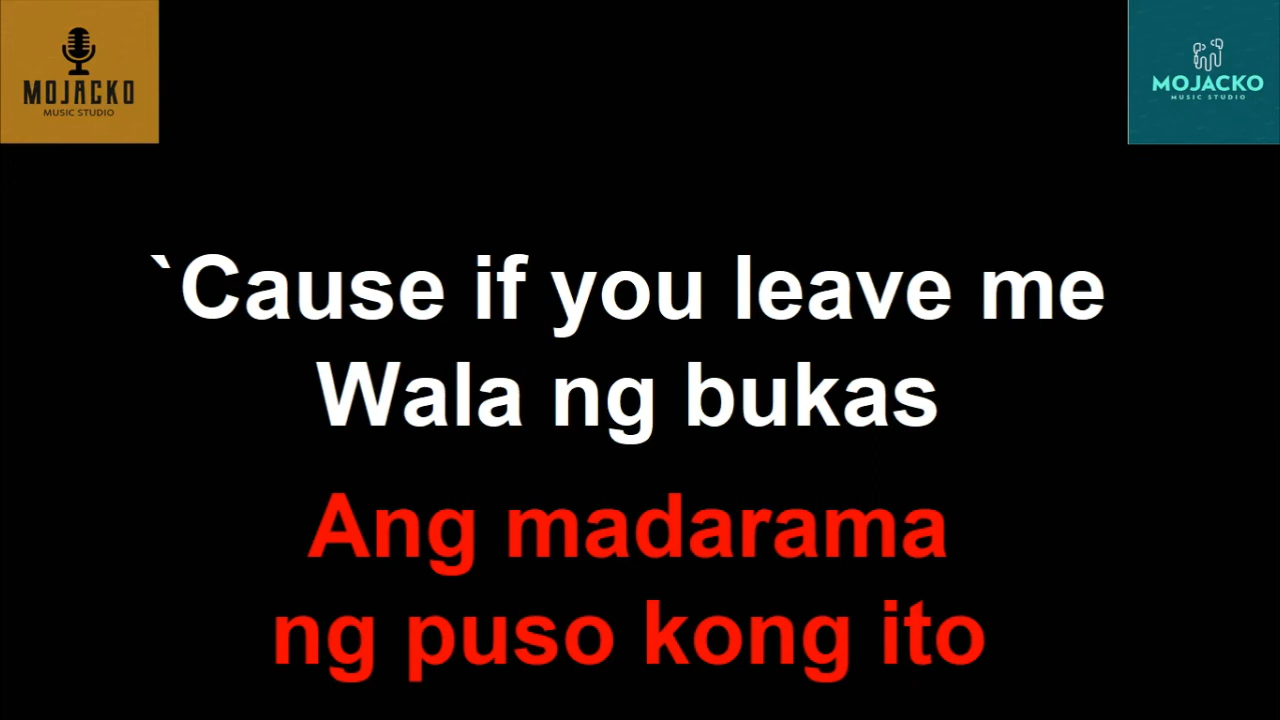 MOJACKO
MUSIC STUDIO
MOJACKO
MUSIC STUDIO
`Cause if you leave me
Wala ng bukas
Ang madarama
ng puso kong ito